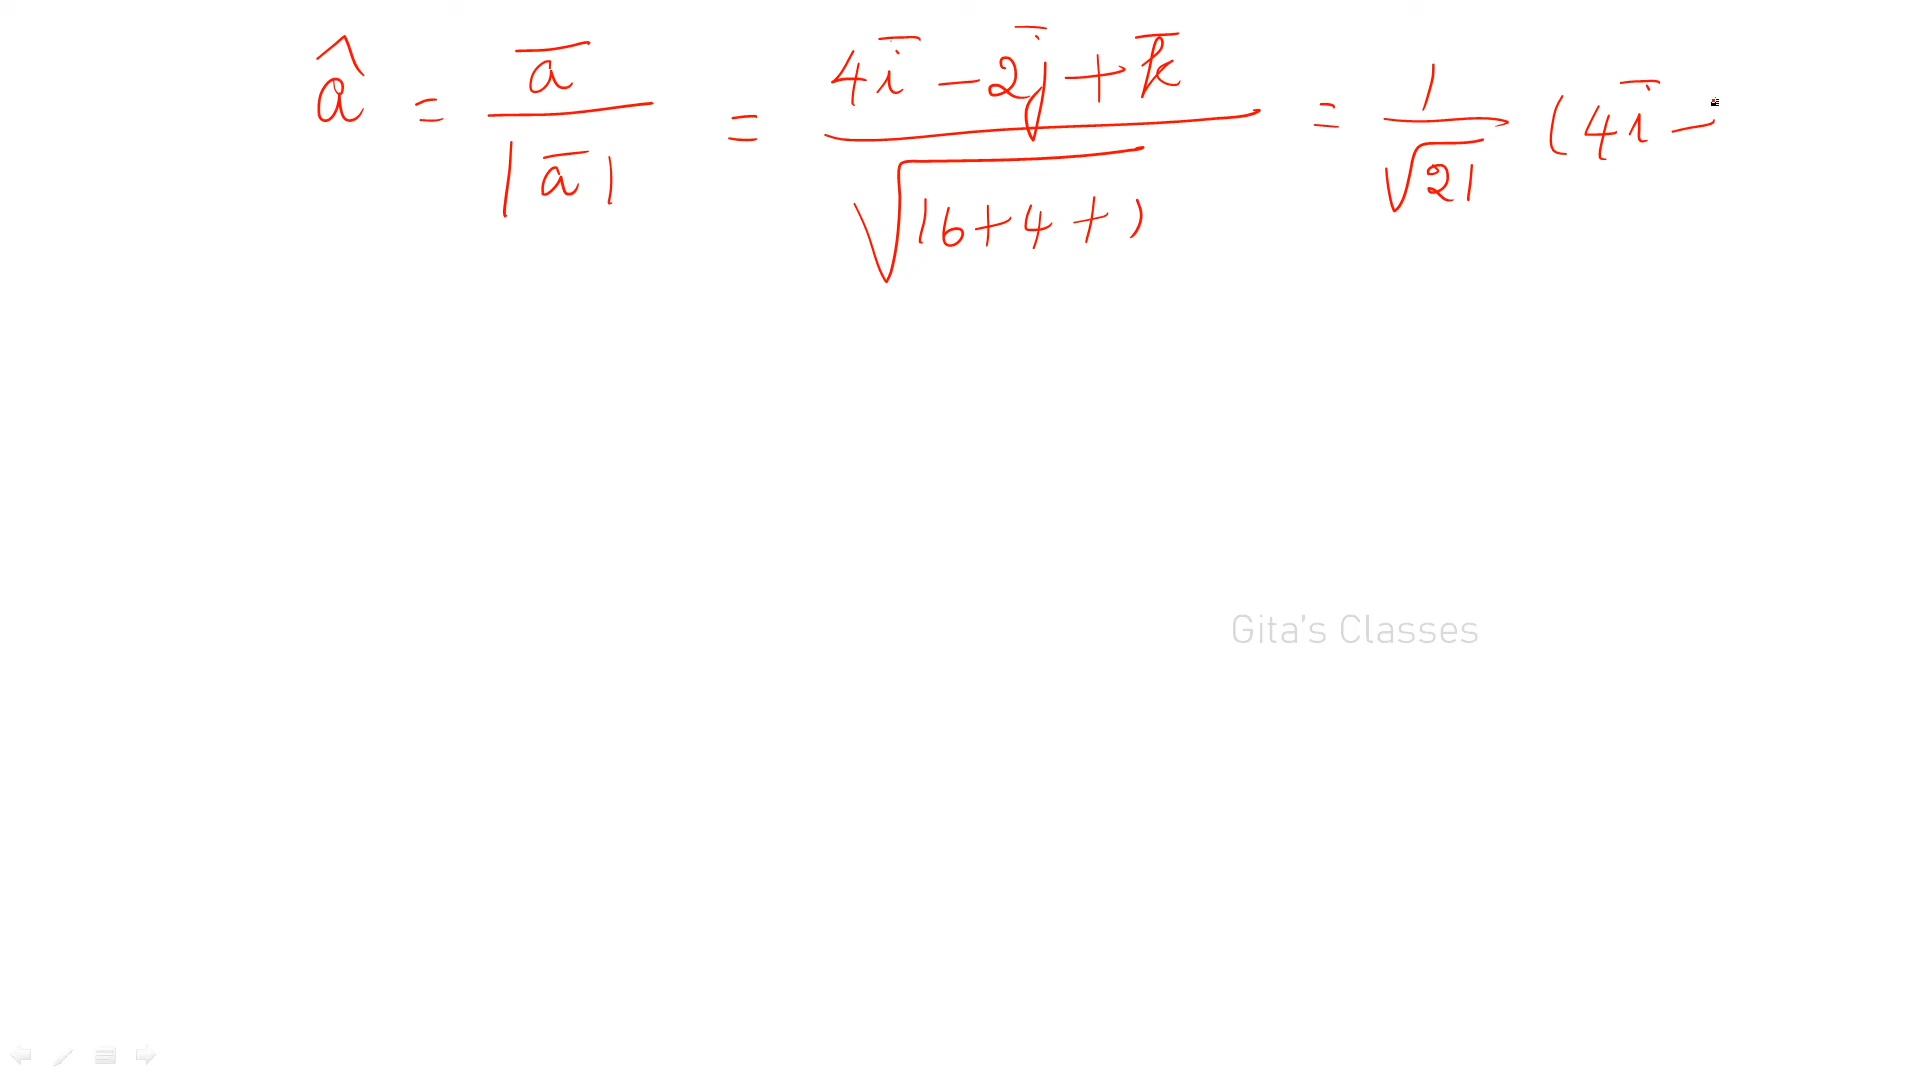 â = ā / |ā| = 4ī − 2j̄ + k̄ / √16+4+1 = 1/√21 (4ī −
Gita's Classes